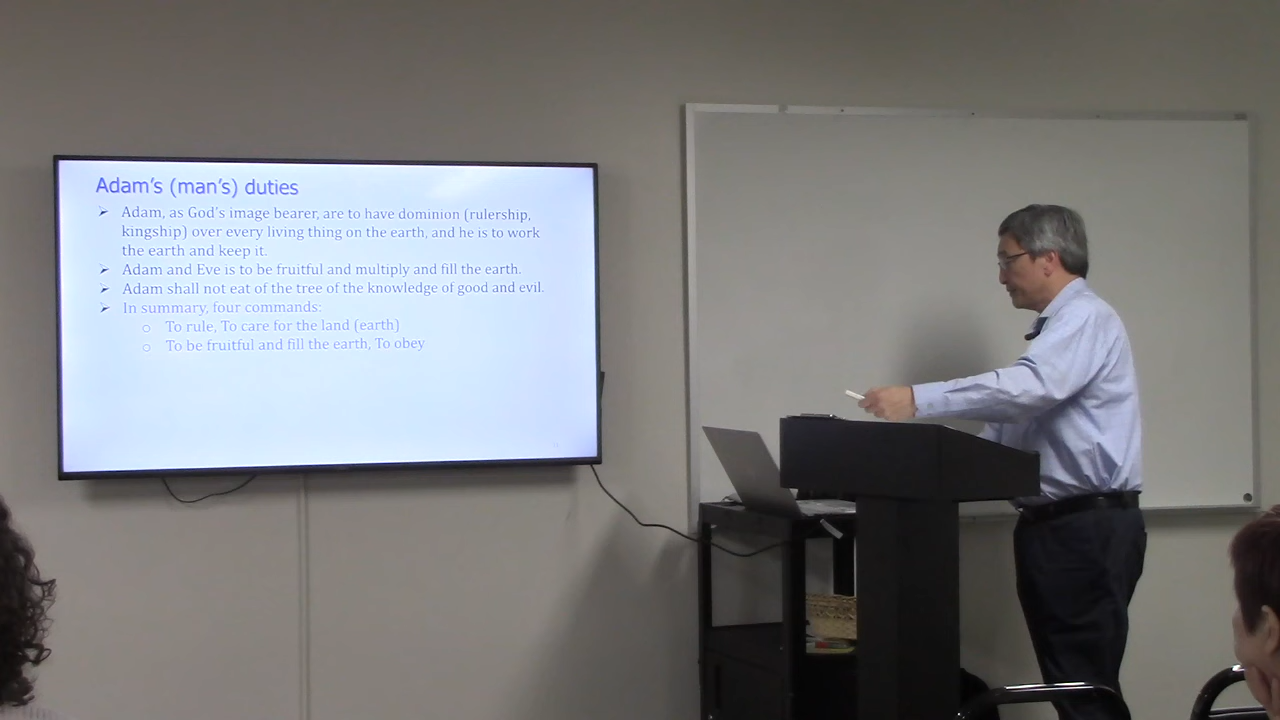 Adam's (man's) duties
➢ Adam, as God's image bearer, are to have dominion (rulership,
kingship) over every living thing on the earth, and he is to work
the earth and keep it.
➢ Adam and Eve is to be fruitful and multiply and fill the earth.
➢ Adam shall not eat of the tree of the knowledge of good and evil.
➢ In summary, four commands:
o To rule, To care for the land (earth)
o To be fruitful and fill the earth, To obey